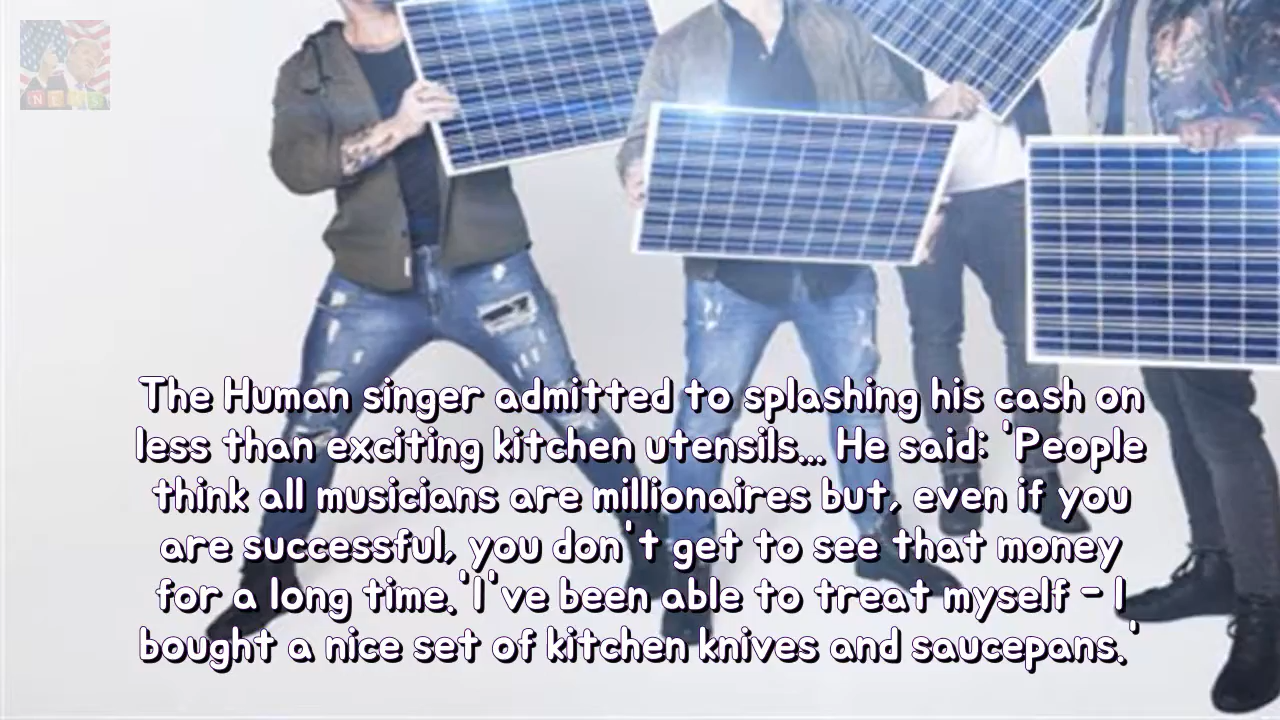 NEWS
The Human singer admitted to splashing his cash on
less than exciting kitchen utensils... He said: 'People
think all musicians are millionaires but, even if you
are successful, you don't get to see that money
for a long time.'I've been able to treat myself - I
bought a nice set of kitchen knives and saucepans.'